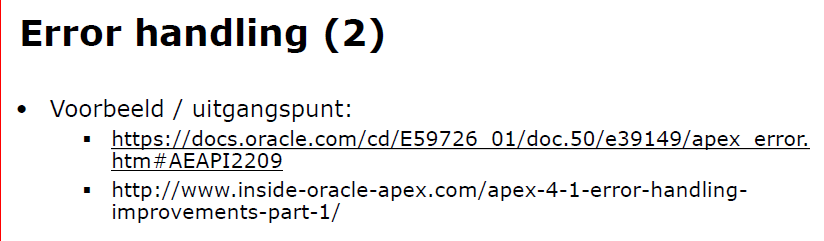 Error handling (2)
• Voorbeeld / uitgangspunt:
▪ https://docs.oracle.com/cd/E59726_01/doc.50/e39149/apex_error.
htm#AEAPI2209
▪ http://www.inside-oracle-apex.com/apex-4-1-error-handling-
improvements-part-1/